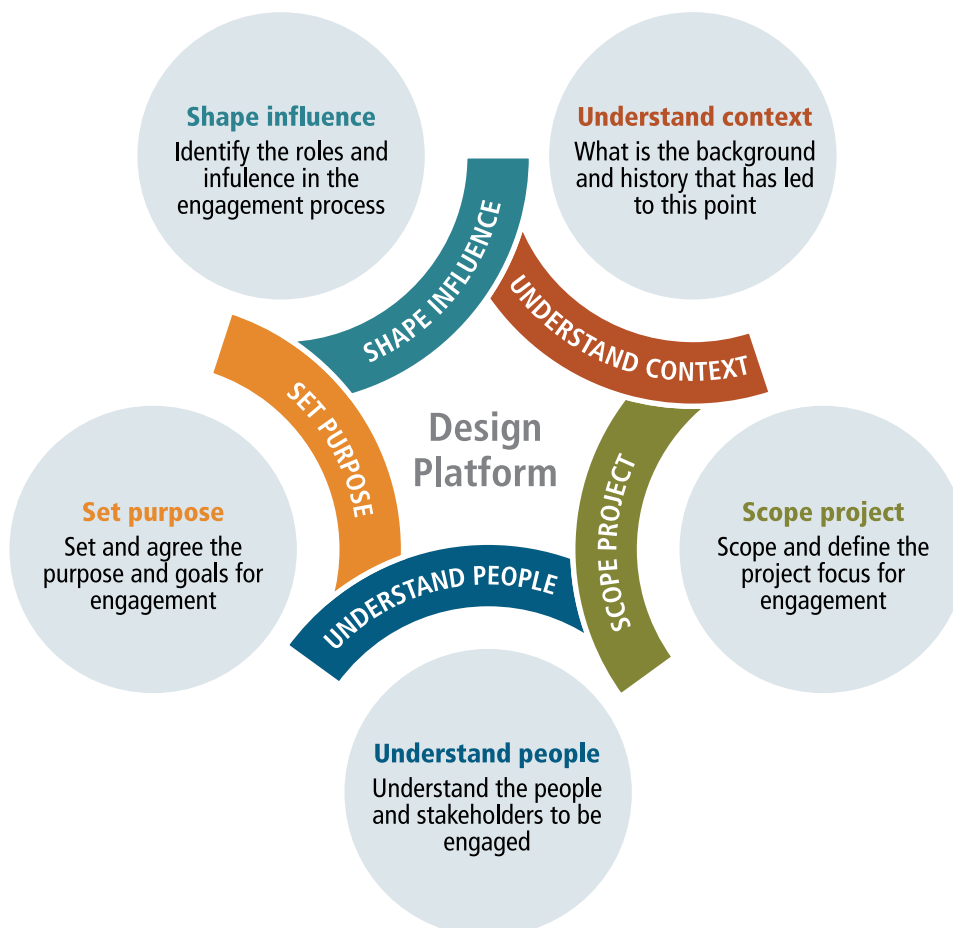 Shape influence
Identify the roles and
infulence in the
engagement process
Understand context
What is the background
and history that has led
to this point
SHAPE INFLUENCE
UNDERSTAND CONTEXT
SET PURPOSE
Design
Platform
SCOPE PROJECT
UNDERSTAND PEOPLE
Set purpose
Set and agree the
purpose and goals for
engagement
Scope project
Scope and define the
project focus for
engagement
Understand people
Understand the people
and stakeholders to be
engaged